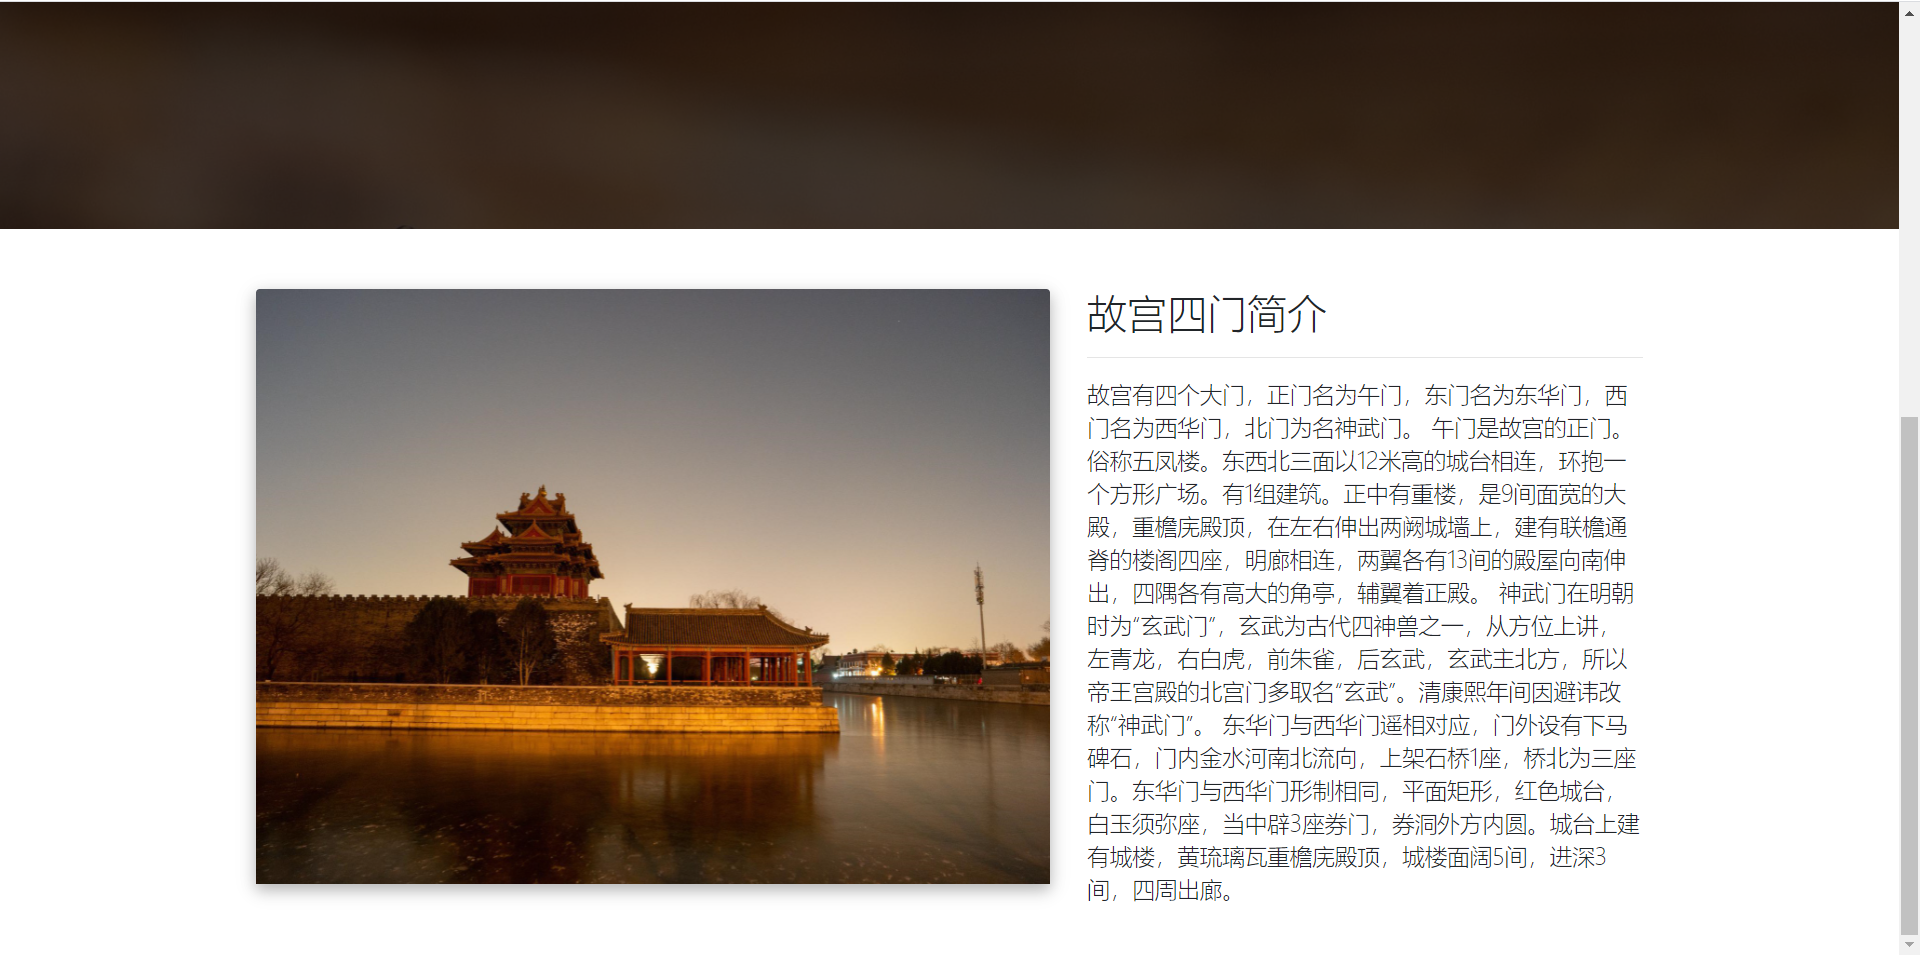 故宫四门简介
故宫有四个大门，正门名为午门，东门名为东华门，西
门名为西华门，北门为名神武门。 午门是故宫的正门。
俗称五凤楼。东西北三面以12米高的城台相连，环抱一
个方形广场。有1组建筑。正中有重楼，是9间面宽的大
殿，重檐庑殿顶，在左右伸出两阙城墙上，建有联檐通
脊的楼阁四座，明廊相连，两翼各有13间的殿屋向南伸
出，四隅各有高大的角亭，辅翼着正殿。 神武门在明朝
时为“玄武门”，玄武为古代四神兽之一，从方位上讲，
左青龙，右白虎，前朱雀，后玄武，玄武主北方，所以
帝王宫殿的北宫门多取名“玄武”。清康熙年间因避讳改
称“神武门”。 东华门与西华门遥相对应，门外设有下马
碑石，门内金水河南北流向，上架石桥1座，桥北为三座
门。东华门与西华门形制相同，平面矩形，红色城台，
白玉须弥座，当中辟3座券门，券洞外方内圆。城台上建
有城楼，黄琉璃瓦重檐庑殿顶，城楼面阔5间，进深3
间，四周出廊。